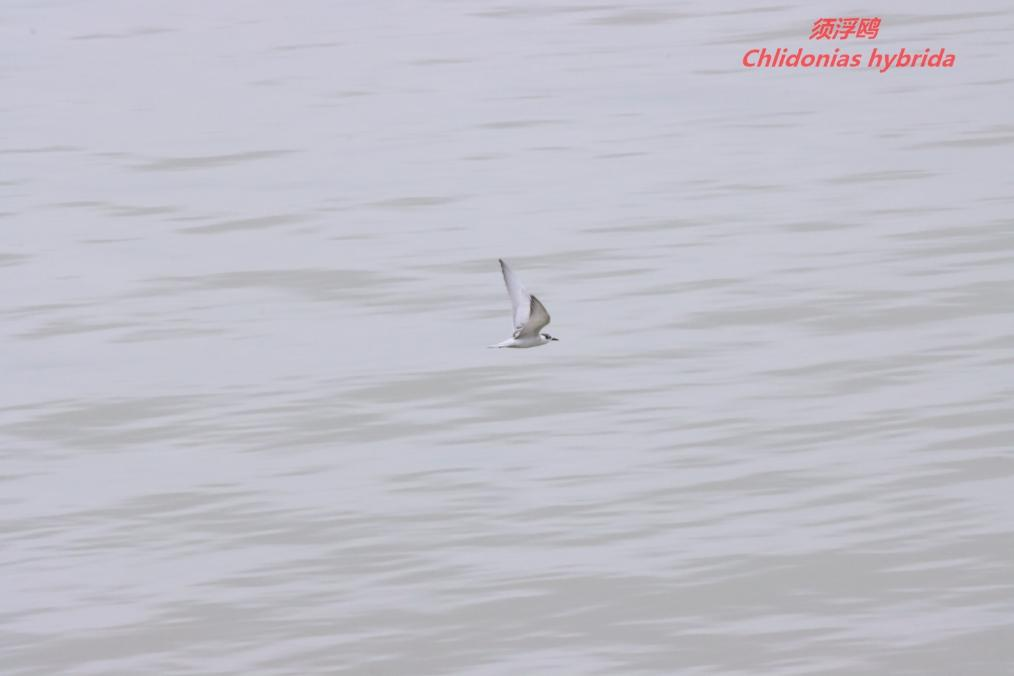 须浮鸥
Chlidonias hybrida